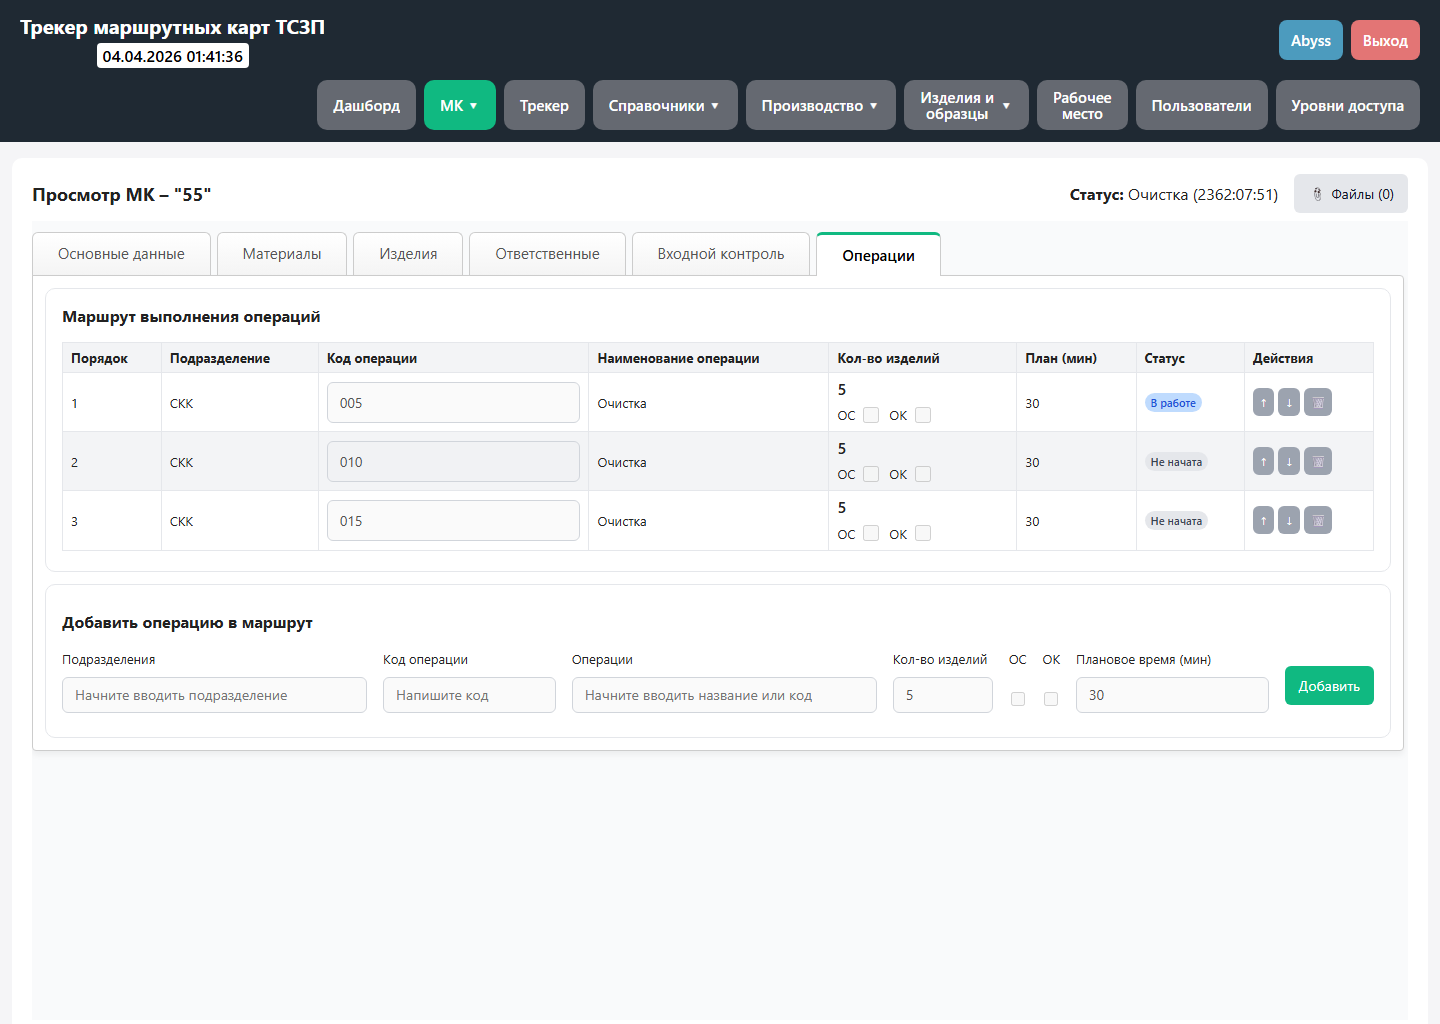 Трекер маршрутных карт ТСЗП
04.04.2026 01:41:36
Abyss
Выход
Дашборд
МК ▼
Трекер
Справочники ▼
Производство ▼
Изделия и образцы ▼
Рабочее место
Пользователи
Уровни доступа
Просмотр МК – "55"
Статус: Очистка (2362:07:51)
Файлы (0)
Основные данные
Материалы
Изделия
Ответственные
Входной контроль
Операции
Маршрут выполнения операций
Порядок Подразделение Код операции Наименование операции Кол-во изделий План (мин) Статус Действия
1 СКК 005 Очистка 5 ОС ОК 30 В работе ↑ ↓
2 СКК 010 Очистка 5 ОС ОК 30 Не начата ↑ ↓
3 СКК 015 Очистка 5 ОС ОК 30 Не начата ↑ ↓
Добавить операцию в маршрут
Подразделения Код операции Операции Кол-во изделий ОС ОК Плановое время (мин)
Начните вводить подразделение Напишите код Начните вводить название или код 5 30 Добавить